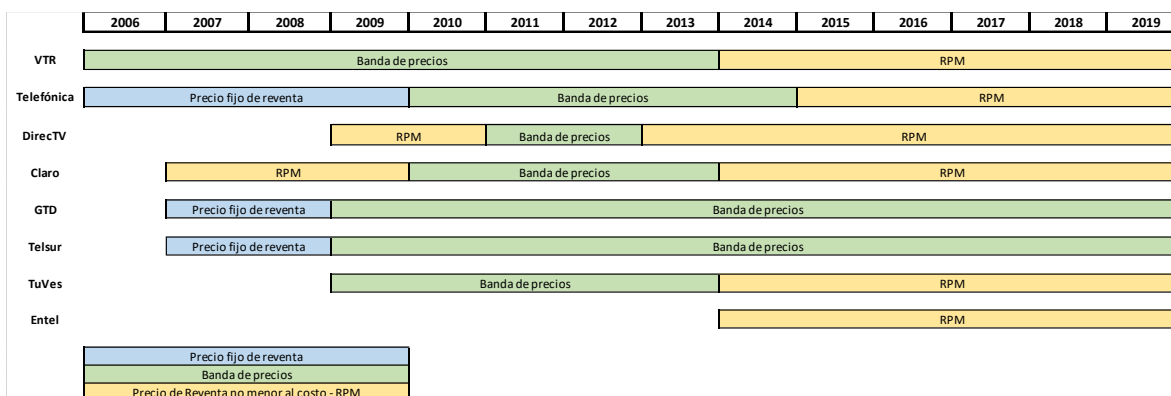 2006 2007 2008 2009 2010 2011 2012 2013 2014 2015 2016 2017 2018 2019
VTR Banda de precios RPM
Telefónica Precio fijo de reventa Banda de precios RPM
DirecTV RPM Banda de precios RPM
Claro RPM Banda de precios RPM
GTD Precio fijo de reventa Banda de precios
Telsur Precio fijo de reventa Banda de precios
TuVes Banda de precios RPM
Entel RPM
Precio fijo de reventa
Banda de precios
Precio de Reventa no menor al costo - RPM